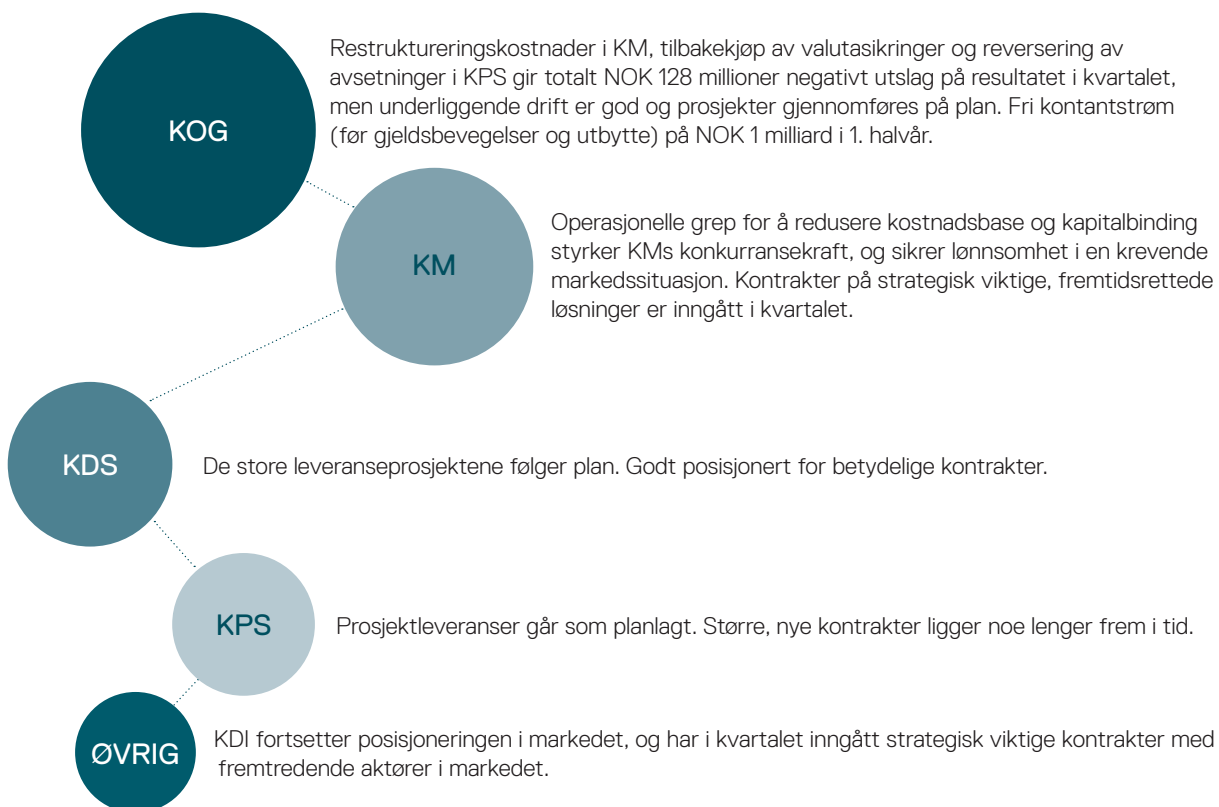 KOG
Restruktureringskostnader i KM, tilbakekjøp av valutasikringer og reversering av
avsetninger i KPS gir totalt NOK 128 millioner negativt utslag på resultatet i kvartalet,
men underliggende drift er god og prosjekter gjennomføres på plan. Fri kontantstrøm
(før gjeldsbevegelser og utbytte) på NOK 1 milliard i 1. halvår.
KM
Operasjonelle grep for å redusere kostnadsbase og kapitalbinding
styrker KMs konkurransekraft, og sikrer lønnsomhet i en krevende
markedssituasjon. Kontrakter på strategisk viktige, fremtidsrettede
løsninger er inngått i kvartalet.
KDS
De store leveranseprosjektene følger plan. Godt posisjonert for betydelige kontrakter.
KPS
Prosjektleveranser går som planlagt. Større, nye kontrakter ligger noe lenger frem i tid.
ØVRIG
KDI fortsetter posisjoneringen i markedet, og har i kvartalet inngått strategisk viktige kontrakter med
fremtredende aktører i markedet.